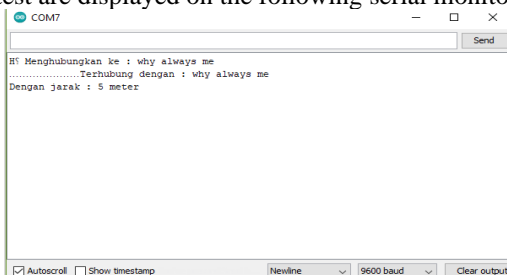 test are displayed on the following serial monito
COM7
Send
H⸮ Menghubungkan ke : why always me
.....................Terhubung dengan : why always me
Dengan jarak : 5 meter
Autoscroll Show timestamp Newline 9600 baud Clear output